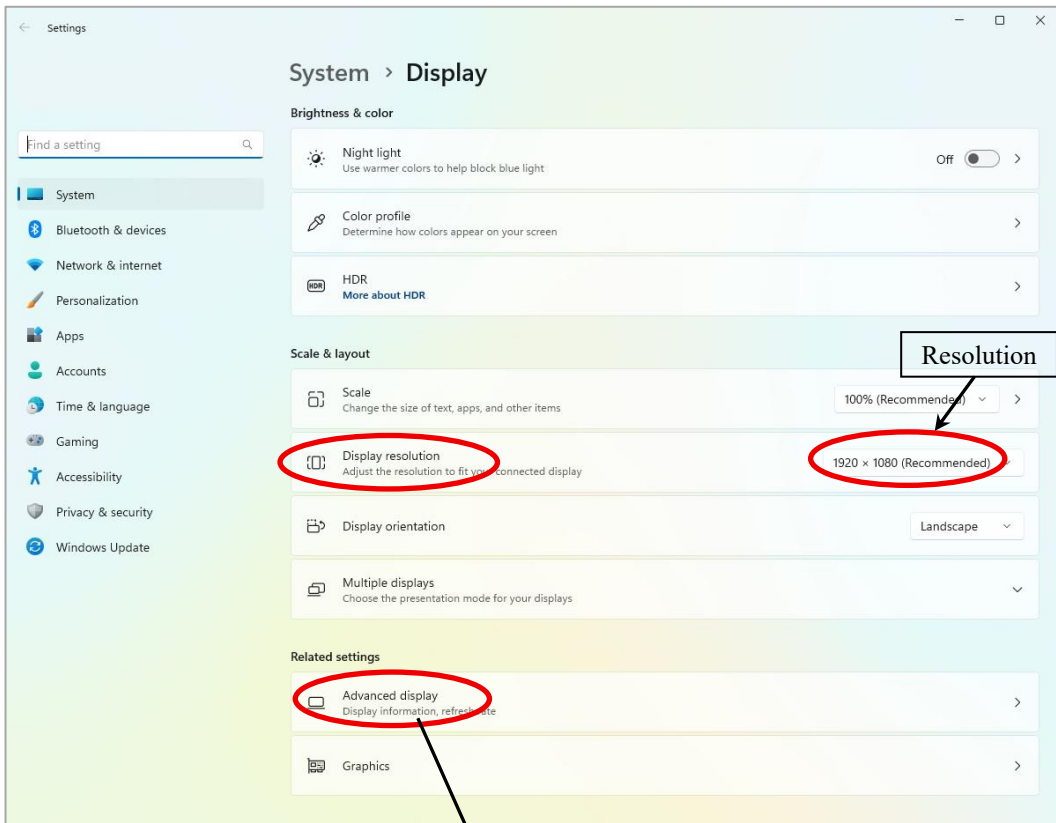 Settings
System > Display
Find a setting
System
Bluetooth & devices
Network & internet
Personalization
Apps
Accounts
Time & language
Gaming
Accessibility
Privacy & security
Windows Update
Brightness & color
Night light
Use warmer colors to help block blue light
Off
Color profile
Determine how colors appear on your screen
HDR
HDR
More about HDR
Scale & layout
Resolution
Scale
Change the size of text, apps, and other items
100% (Recommended)
Display resolution
Adjust the resolution to fit your connected display
1920 × 1080 (Recommended)
Display orientation
Landscape
Multiple displays
Choose the presentation mode for your displays
Related settings
Advanced display
Display information, refresh rate
Graphics